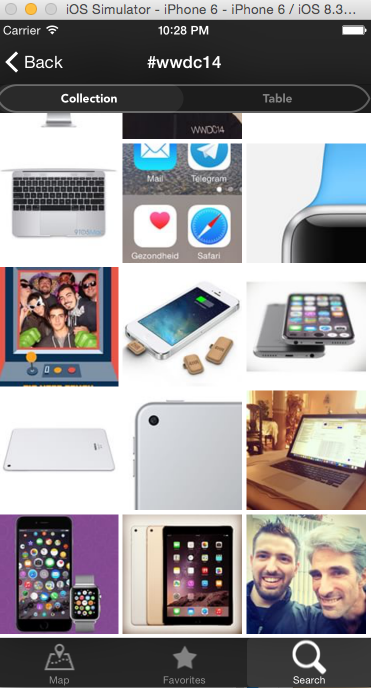 iOS Simulator - iPhone 6 - iPhone 6 / iOS 8.3...
Carrier 10:28 PM
Back #wwdc14
Collection Table
WWDC14
Mail Telegram
Gezondheid Safari
Map Favorites Search